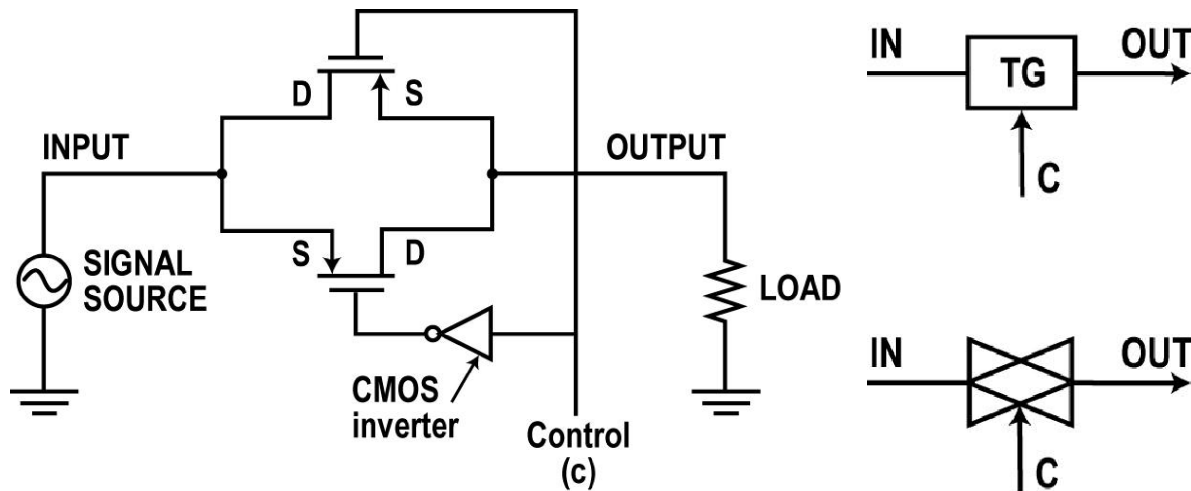 D
S
INPUT
OUTPUT
S
D
SIGNAL
SOURCE
LOAD
CMOS
inverter
Control
(c)
IN
OUT
TG
C
IN
OUT
C